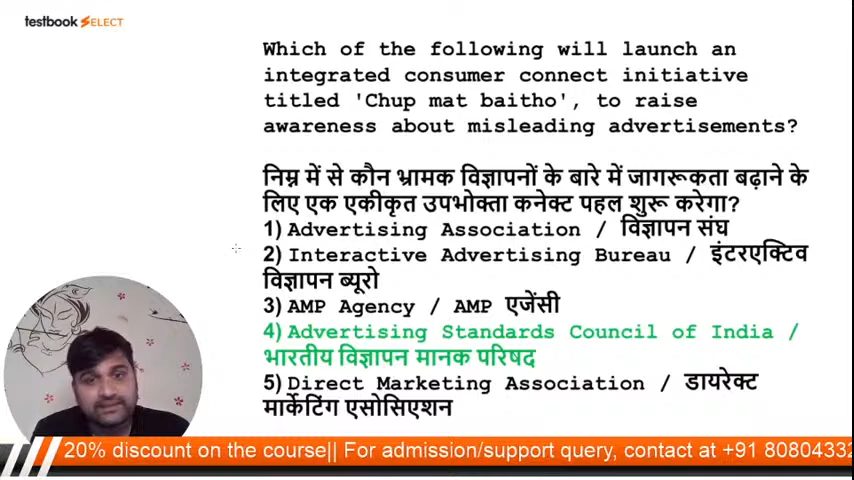 testbook SELECT
Which of the following will launch an
integrated consumer connect initiative
titled 'Chup mat baitho', to raise
awareness about misleading advertisements?
निम्न में से कौन भ्रामक विज्ञापनों के बारे में जागरूकता बढ़ाने के
लिए एक एकीकृत उपभोक्ता कनेक्ट पहल शुरू करेगा?
1) Advertising Association / विज्ञापन संघ
2) Interactive Advertising Bureau / इंटरएक्टिव
विज्ञापन ब्यूरो
3) AMP Agency / AMP एजेंसी
4) Advertising Standards Council of India /
भारतीय विज्ञापन मानक परिषद
5) Direct Marketing Association / डायरेक्ट
मार्केटिंग एसोसिएशन
20% discount on the course|| For admission/support query, contact at +91 8080433